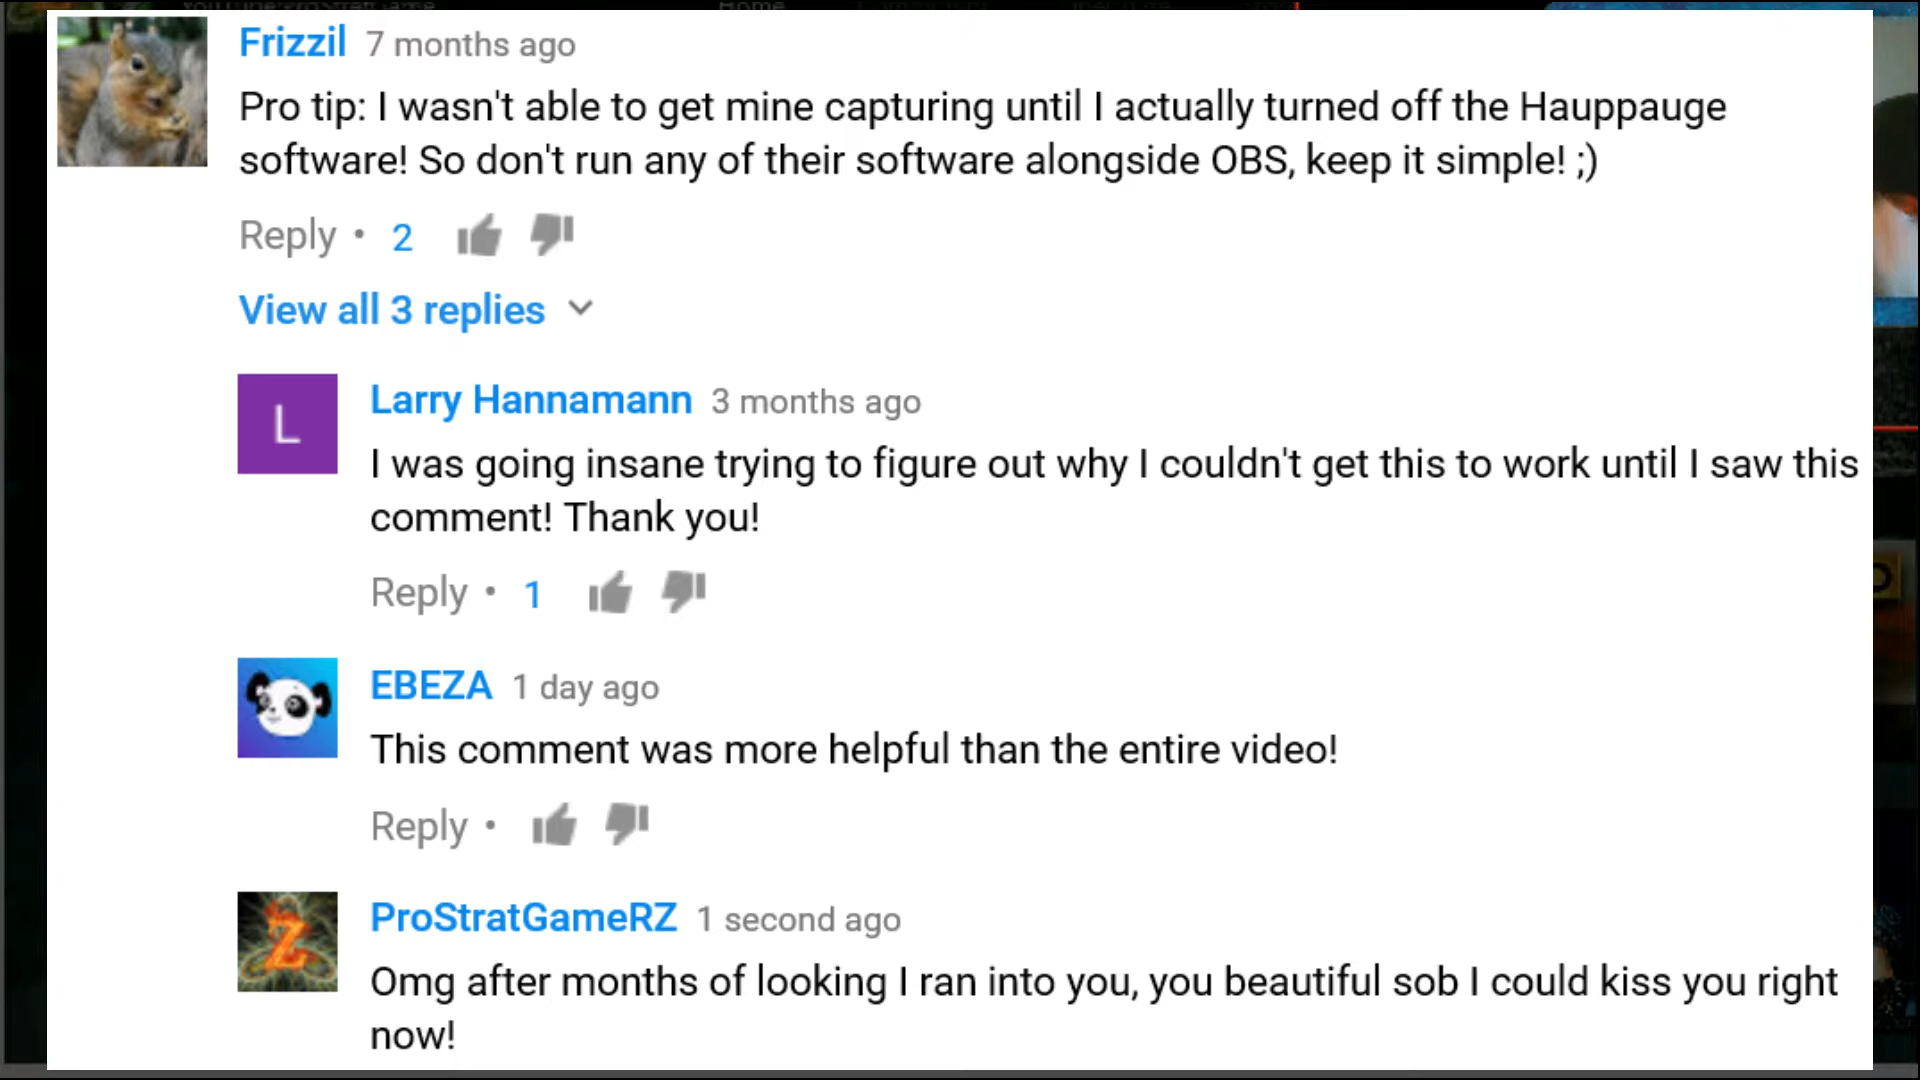 Home
Frizzil 7 months ago
Pro tip: I wasn't able to get mine capturing until I actually turned off the Hauppauge
software! So don't run any of their software alongside OBS, keep it simple! ;)
Reply • 2
View all 3 replies
L
Larry Hannamann 3 months ago
I was going insane trying to figure out why I couldn't get this to work until I saw this
comment! Thank you!
Reply • 1
EBEZA 1 day ago
This comment was more helpful than the entire video!
Reply •
Z
ProStratGameRZ 1 second ago
Omg after months of looking I ran into you, you beautiful sob I could kiss you right
now!